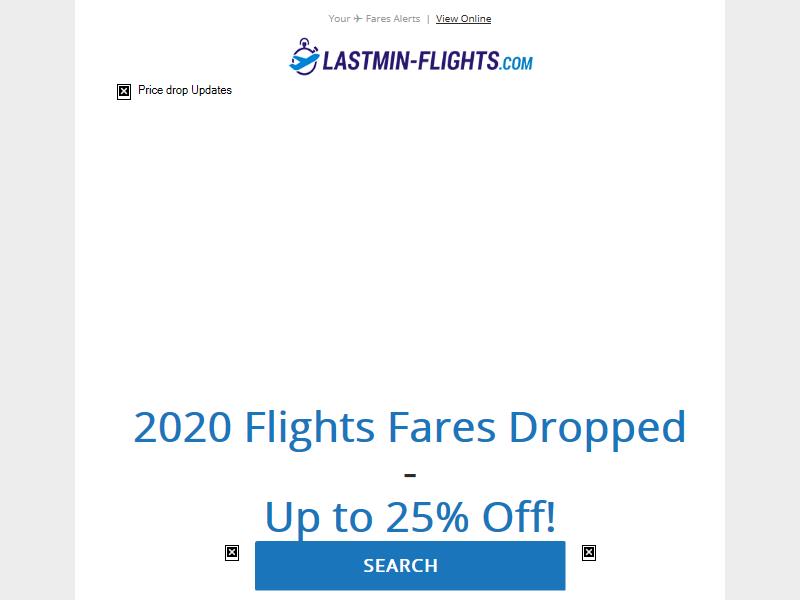 Your ✈ Fares Alerts | View Online
LASTMIN-FLIGHTS.COM
Price drop Updates
2020 Flights Fares Dropped
–
Up to 25% Off!
SEARCH